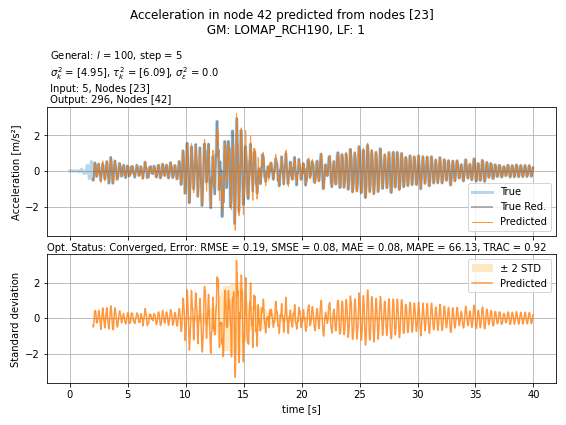 Acceleration in node 42 predicted from nodes [23]
GM: LOMAP_RCH190, LF: 1
General: l = 100, step = 5
σ²ₖ = [4.95], τ²ₖ = [6.09], σ²ₑ = 0.0
Input: 5, Nodes [23]
Output: 296, Nodes [42]
Acceleration [m/s²]
2
0
−2
True
True Red.
Predicted
Opt. Status: Converged, Error: RMSE = 0.19, SMSE = 0.08, MAE = 0.08, MAPE = 66.13, TRAC = 0.92
Standard deviation
2
0
−2
± 2 STD
Predicted
0 5 10 15 20 25 30 35 40
time [s]